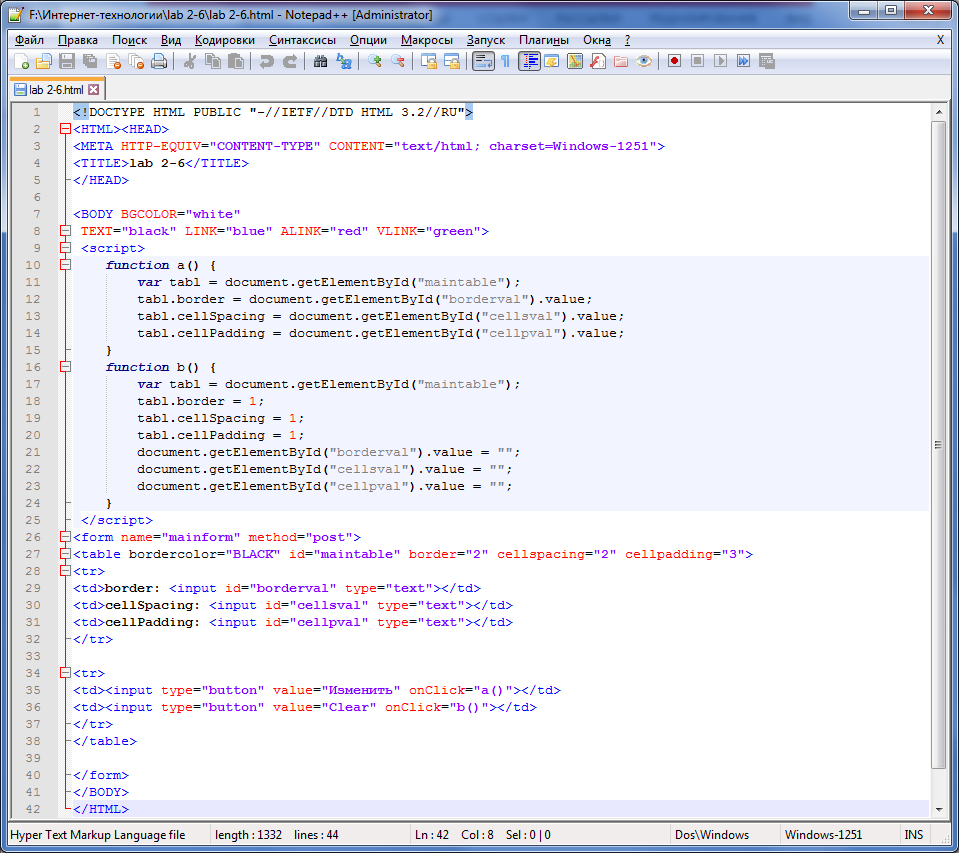 F:\Интернет-технологии\lab 2-6\lab 2-6.html - Notepad++ [Administrator]
Файл Правка Поиск Вид Кодировки Синтаксисы Опции Макросы Запуск Плагины Окна ? X
lab 2-6.html
1 <!DOCTYPE HTML PUBLIC "-//IETF//DTD HTML 3.2//RU">
2 <HTML><HEAD>
3 <META HTTP-EQUIV="CONTENT-TYPE" CONTENT="text/html; charset=Windows-1251">
4 <TITLE>lab 2-6</TITLE>
5 </HEAD>
6
7 <BODY BGCOLOR="white"
8 TEXT="black" LINK="blue" ALINK="red" VLINK="green">
9 <script>
10 function a() {
11 var tabl = document.getElementById("maintable");
12 tabl.border = document.getElementById("borderval").value;
13 tabl.cellSpacing = document.getElementById("cellsval").value;
14 tabl.cellPadding = document.getElementById("cellpval").value;
15 }
16 function b() {
17 var tabl = document.getElementById("maintable");
18 tabl.border = 1;
19 tabl.cellSpacing = 1;
20 tabl.cellPadding = 1;
21 document.getElementById("borderval").value = "";
22 document.getElementById("cellsval").value = "";
23 document.getElementById("cellpval").value = "";
24 }
25 </script>
26 <form name="mainform" method="post">
27 <table bordercolor="BLACK" id="maintable" border="2" cellspacing="2" cellpadding="3">
28 <tr>
29 <td>border: <input id="borderval" type="text"></td>
30 <td>cellSpacing: <input id="cellsval" type="text"></td>
31 <td>cellPadding: <input id="cellpval" type="text"></td>
32 </tr>
33
34 <tr>
35 <td><input type="button" value="Изменить" onClick="a()"></td>
36 <td><input type="button" value="Clear" onClick="b()"></td>
37 </tr>
38 </table>
39
40 </form>
41 </BODY>
42 </HTML>
Hyper Text Markup Language file length : 1332 lines : 44 Ln : 42 Col : 8 Sel : 0 | 0 Dos\Windows Windows-1251 INS